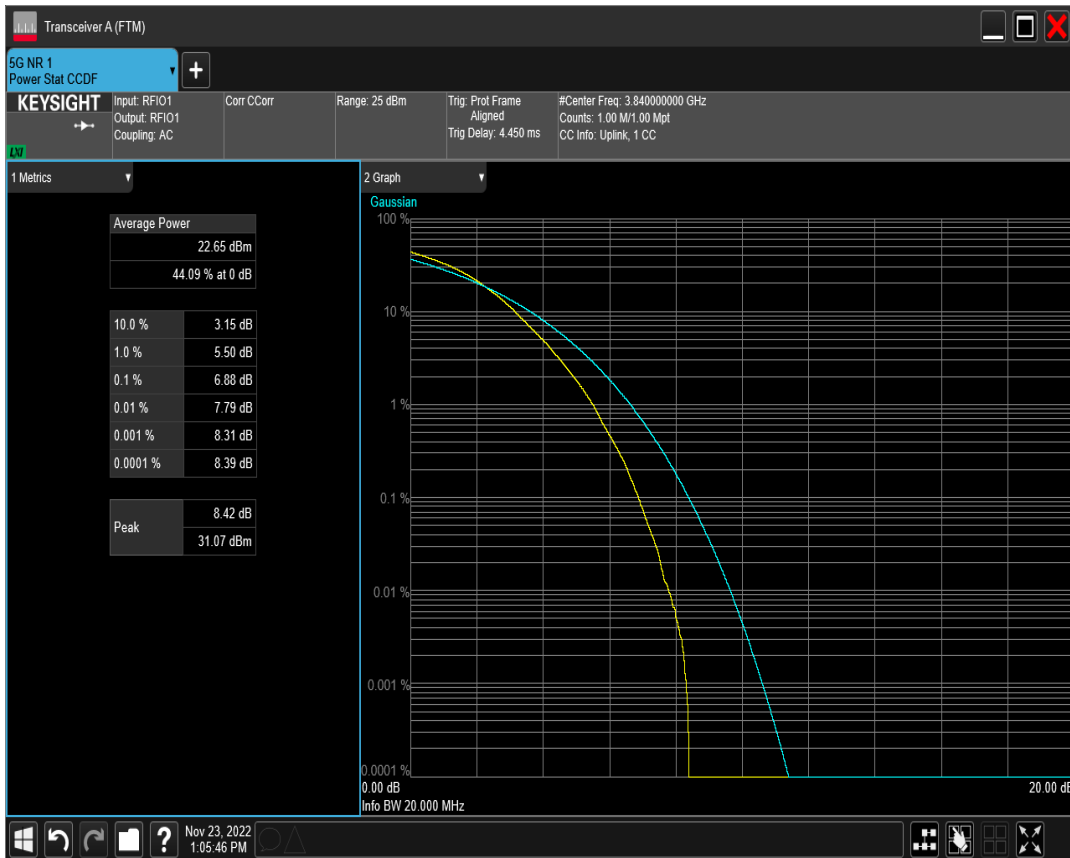 Transceiver A (FTM)
5G NR 1
Power Stat CCDF
+
KEYSIGHT
LXI
Input: RFIO1
Output: RFIO1
Coupling: AC
Corr CCorr
Range: 25 dBm
Trig: Prot Frame
Aligned
Trig Delay: 4.450 ms
#Center Freq: 3.840000000 GHz
Counts: 1.00 M/1.00 Mpt
CC Info: Uplink, 1 CC
1 Metrics
Average Power
22.65 dBm
44.09 % at 0 dB
10.0 % 3.15 dB
1.0 % 5.50 dB
0.1 % 6.88 dB
0.01 % 7.79 dB
0.001 % 8.31 dB
0.0001 % 8.39 dB
Peak
8.42 dB
31.07 dBm
2 Graph
Gaussian
100 %
10 %
1 %
0.1 %
0.01 %
0.001 %
0.0001 %
0.00 dB 20.00 dB
Info BW 20.000 MHz
?
Nov 23, 2022
1:05:46 PM